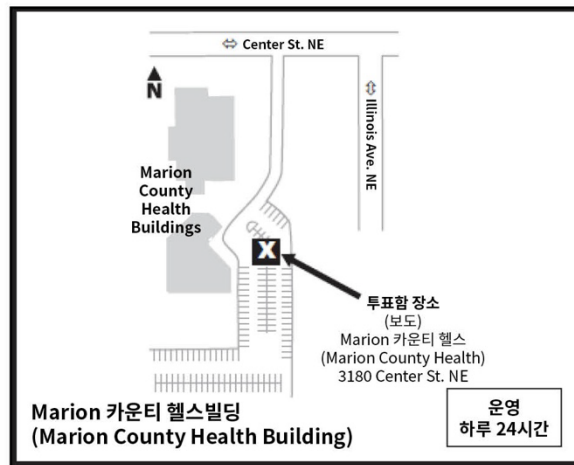 Center St. NE
N
Illinois Ave. NE
Marion
County
Health
Buildings
X
투표함 장소
(보도)
Marion 카운티 헬스
(Marion County Health)
3180 Center St. NE
Marion 카운티 헬스빌딩
(Marion County Health Building)
운영
하루 24시간